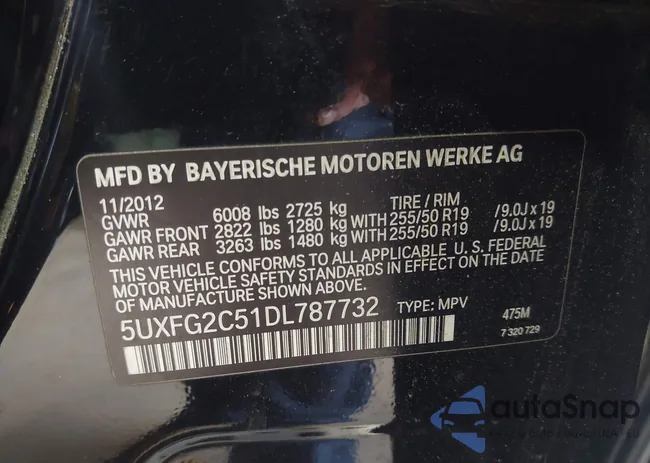 MFD BY BAYERISCHE MOTOREN WERKE AG
11/2012 TIRE / RIM
GVWR 6008 lbs 2725 kg
GAWR FRONT 2822 lbs 1280 kg WITH 255/50 R19 /9.0J x 19
GAWR REAR 3263 lbs 1480 kg WITH 255/50 R19 /9.0J x 19
THIS VEHICLE CONFORMS TO ALL APPLICABLE U. S. FEDERAL
MOTOR VEHICLE SAFETY STANDARDS IN EFFECT ON THE DATE
OF MANUFACTURE SHOWN ABOVE.
5UXFG2C51DL787732 TYPE: MPV 475M
7 320 729
autoSnap